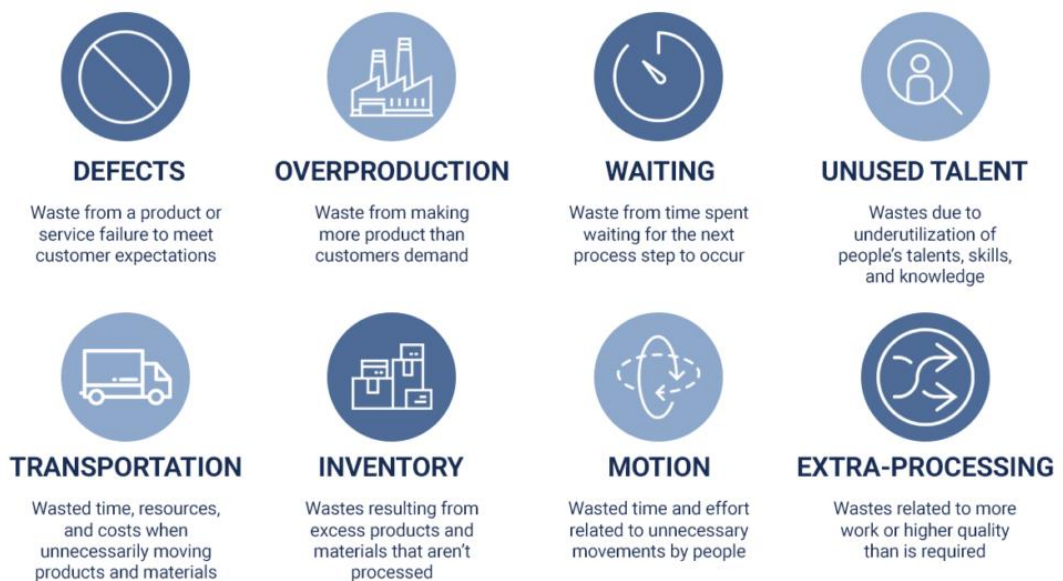 DEFECTS
Waste from a product or
service failure to meet
customer expectations
OVERPRODUCTION
Waste from making
more product than
customers demand
WAITING
Waste from time spent
waiting for the next
process step to occur
UNUSED TALENT
Wastes due to
underutilization of
people's talents, skills,
and knowledge
TRANSPORTATION
Wasted time, resources,
and costs when
unnecessarily moving
products and materials
INVENTORY
Wastes resulting from
excess products and
materials that aren't
processed
MOTION
Wasted time and effort
related to unnecessary
movements by people
EXTRA-PROCESSING
Wastes related to more
work or higher quality
than is required